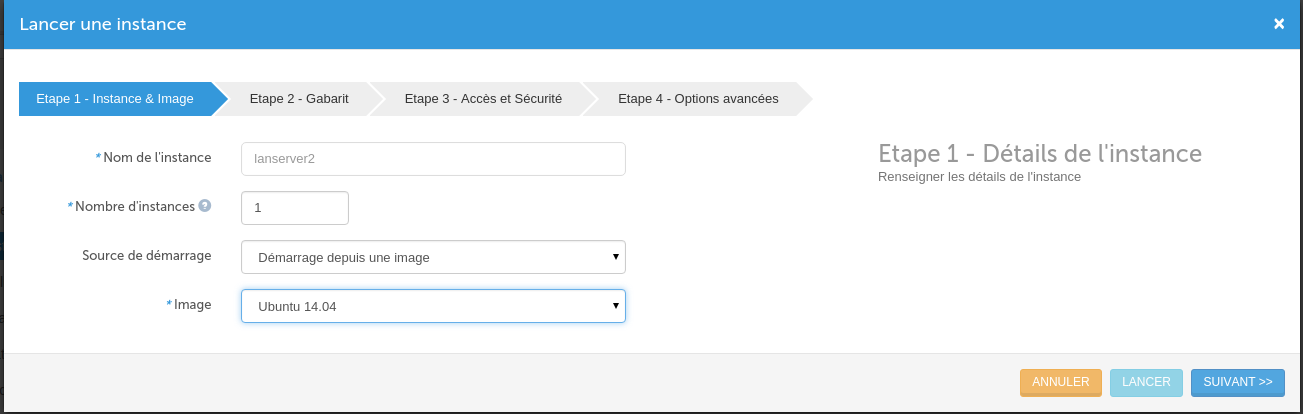 Lancer une instance ×
Etape 1 - Instance & Image Etape 2 - Gabarit Etape 3 - Accès et Sécurité Etape 4 - Options avancées
* Nom de l'instance lanserver2
* Nombre d'instances ? 1
Source de démarrage Démarrage depuis une image
* Image Ubuntu 14.04
Etape 1 - Détails de l'instance
Renseigner les détails de l'instance
ANNULER LANCER SUIVANT >>